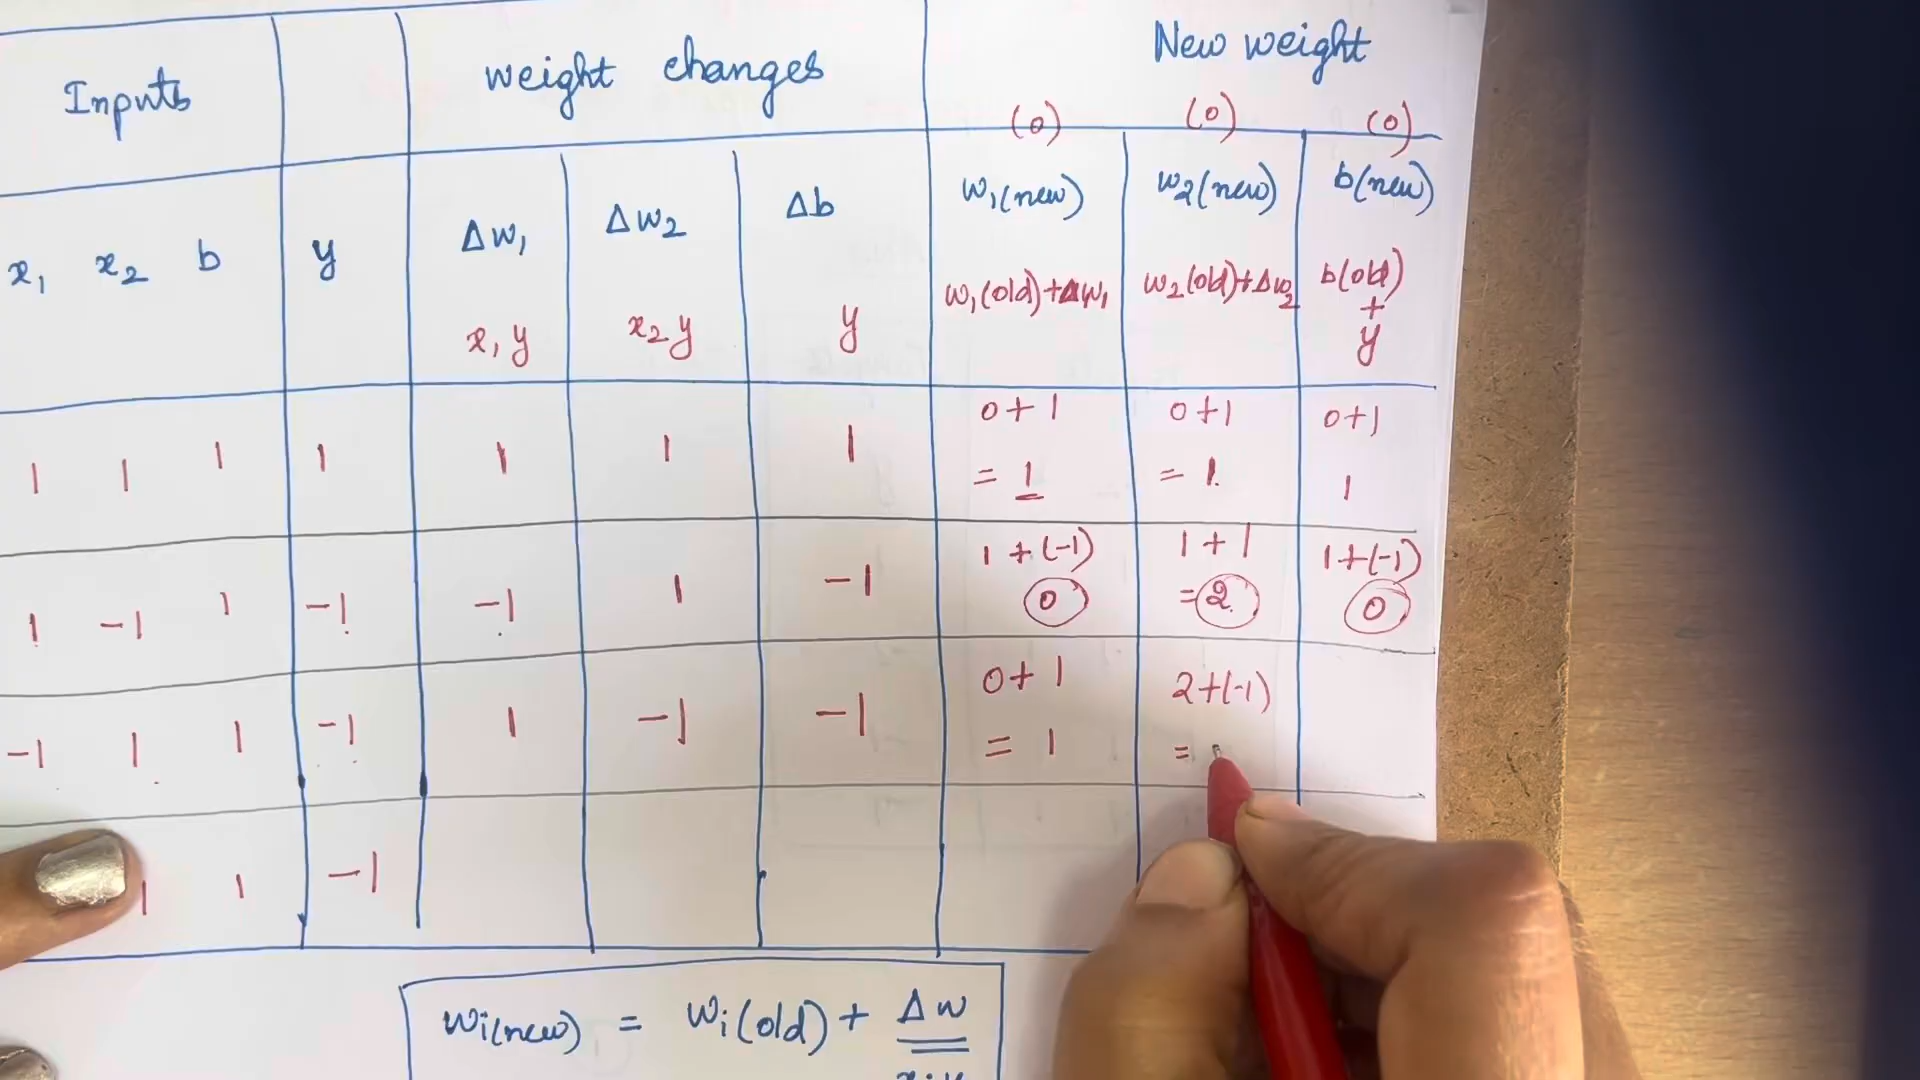 Inputs weight changes New weight
(0) (0) (0)
x₁ x₂ b y Δw₁ Δw₂ Δb w₁(new) w₂(new) b(new)
x₁y x₂y y w₁(old)+Δw₁ w₂(old)+Δw₂ b(old)
+
y
0+1 0+1 0+1
1 1 1 1 1 1 1 = 1 = 1 1
1+(-1) 1+1 1+(-1)
1 -1 1 -1 -1 1 -1 0 =2 0
0+1 2+(-1)
-1 1 1 -1 1 -1 -1 = 1 =
1 1 -1
wi(new) = wi(old) + Δw